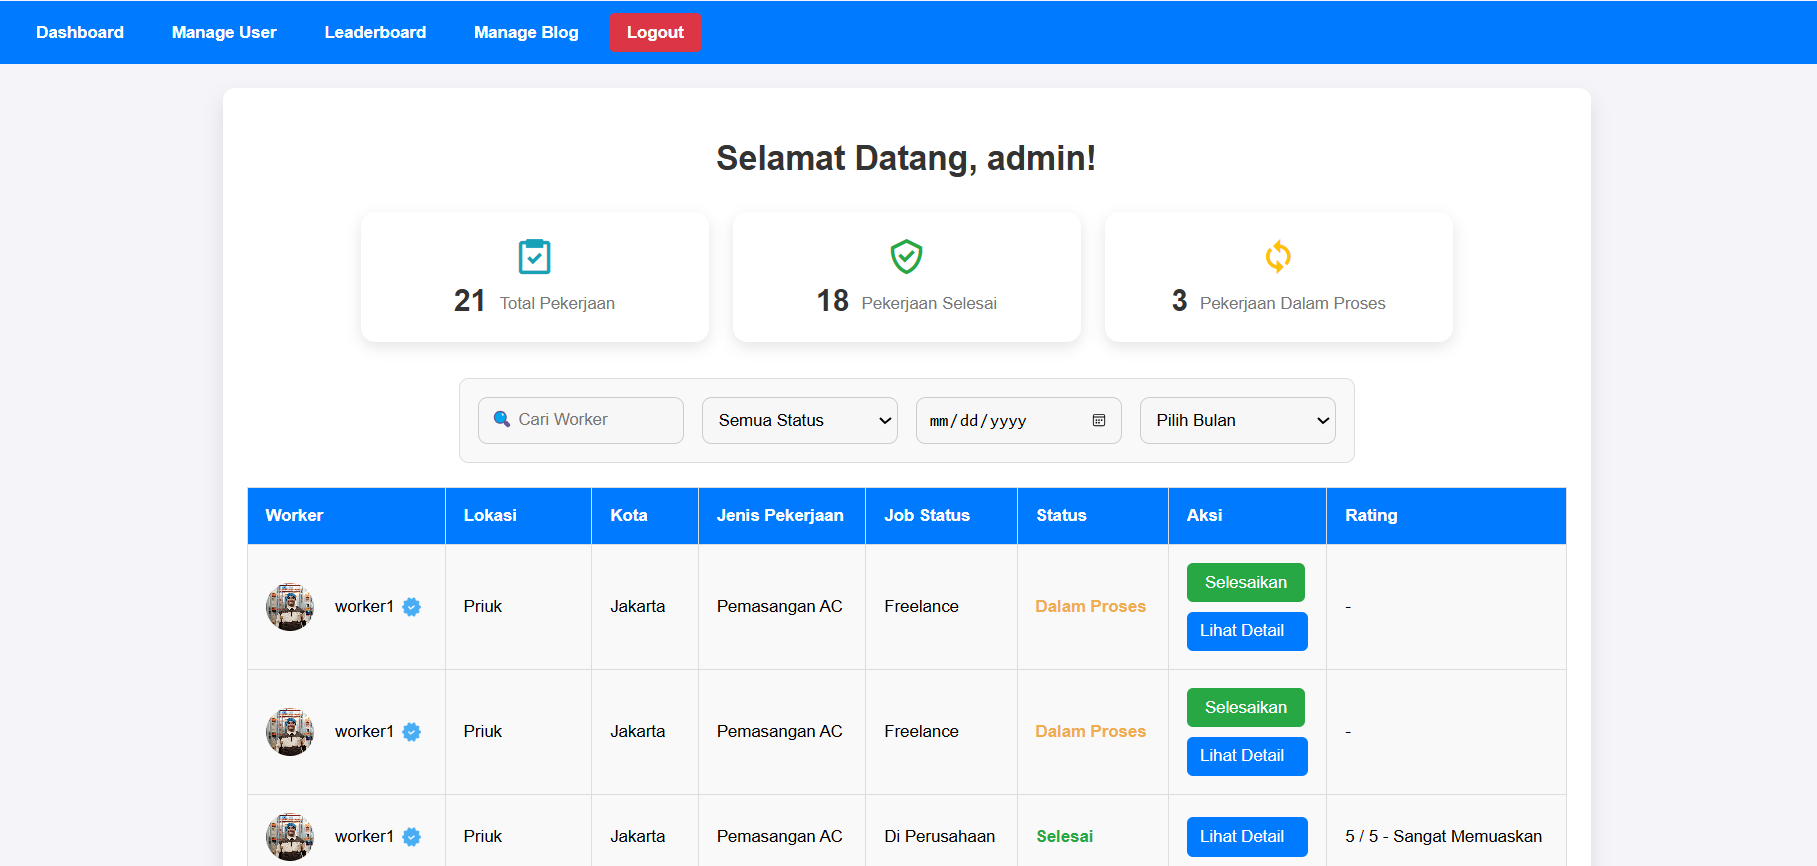 Dashboard Manage User Leaderboard Manage Blog Logout
Selamat Datang, admin!
21 Total Pekerjaan
18 Pekerjaan Selesai
3 Pekerjaan Dalam Proses
Cari Worker Semua Status mm/dd/yyyy Pilih Bulan
Worker Lokasi Kota Jenis Pekerjaan Job Status Status Aksi Rating
worker1 Priuk Jakarta Pemasangan AC Freelance Dalam Proses Selesaikan -
Lihat Detail
worker1 Priuk Jakarta Pemasangan AC Freelance Dalam Proses Selesaikan -
Lihat Detail
worker1 Priuk Jakarta Pemasangan AC Di Perusahaan Selesai Lihat Detail 5 / 5 - Sangat Memuaskan